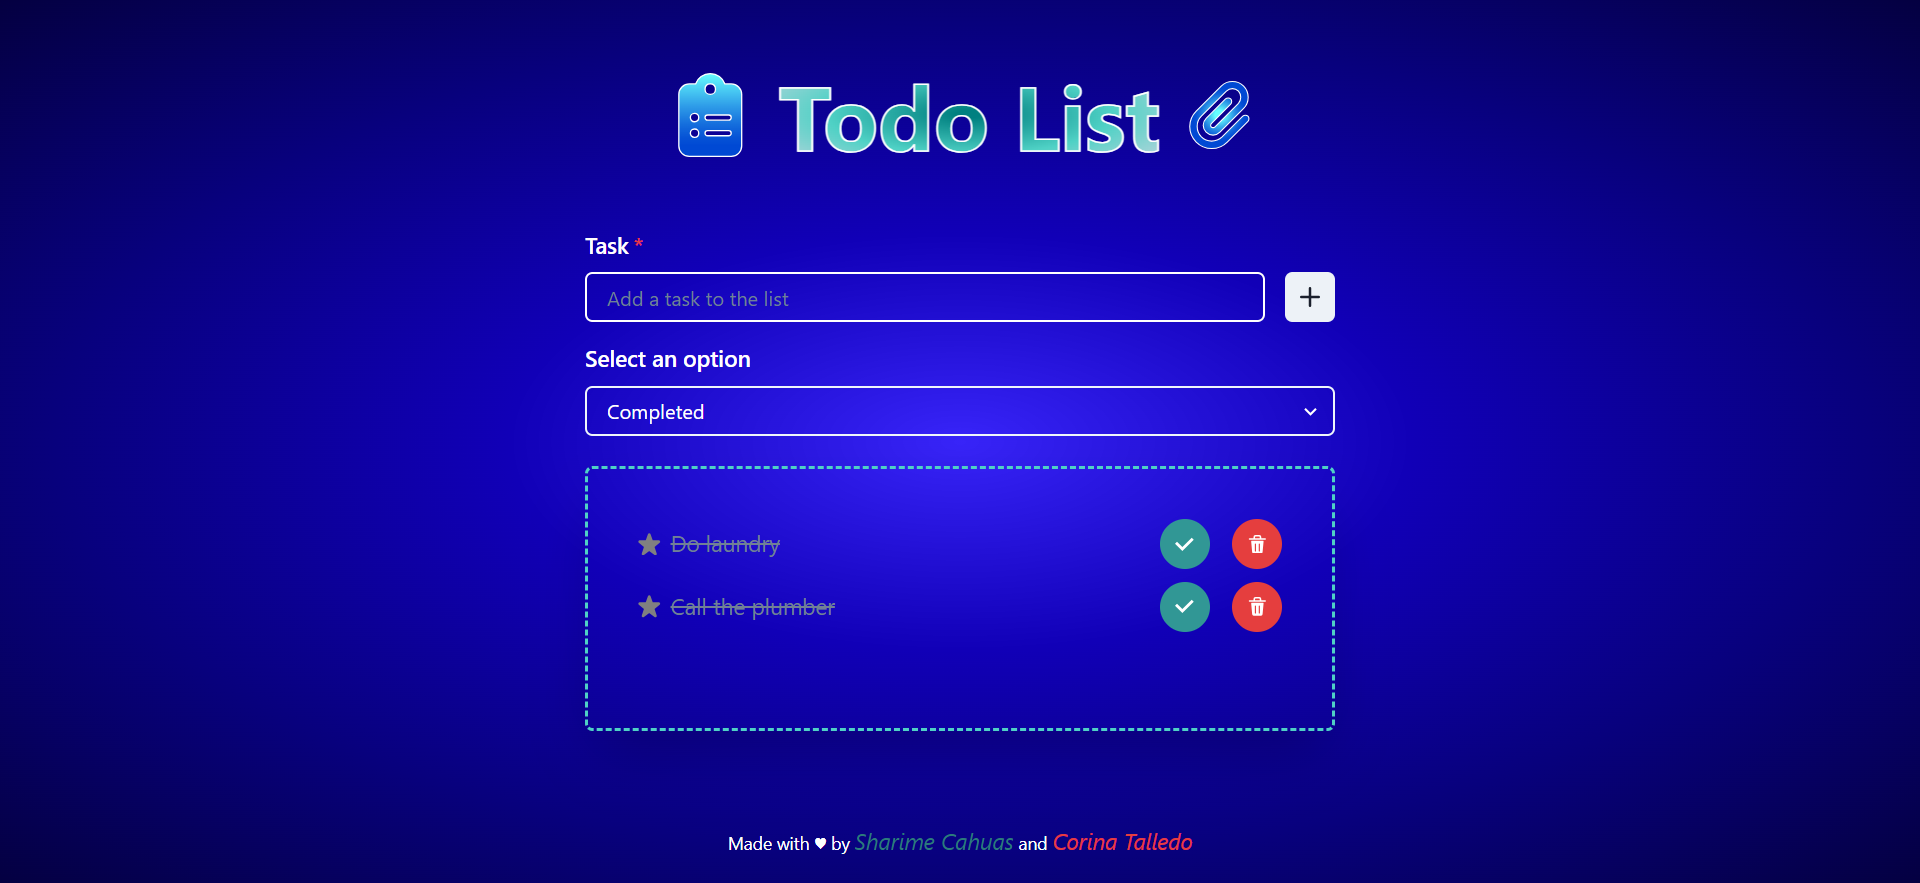 Todo List
Task *
Add a task to the list
Select an option
Completed
Do laundry
Call the plumber
Made with ♥ by Sharime Cahuas and Corina Talledo